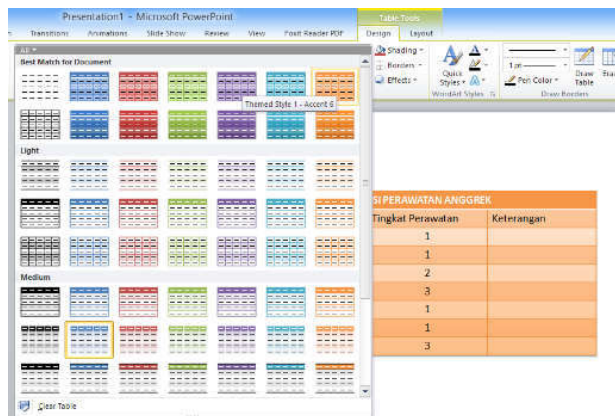 Presentation1 - Microsoft PowerPoint
Table Tools
Transitions Animations Slide Show Review View Foxit Reader PDF Design Layout
All
Shading
Borders
Effects
Quick Styles
1 pt
Pen Color
Draw Table
WordArt Styles
Draw Borders
Best Match for Document
Themed Style 1 - Accent 6
Light
Medium
Clear Table
SI PERAWATAN ANGGREK
Tingkat Perawatan Keterangan
1
1
2
3
1
1
3